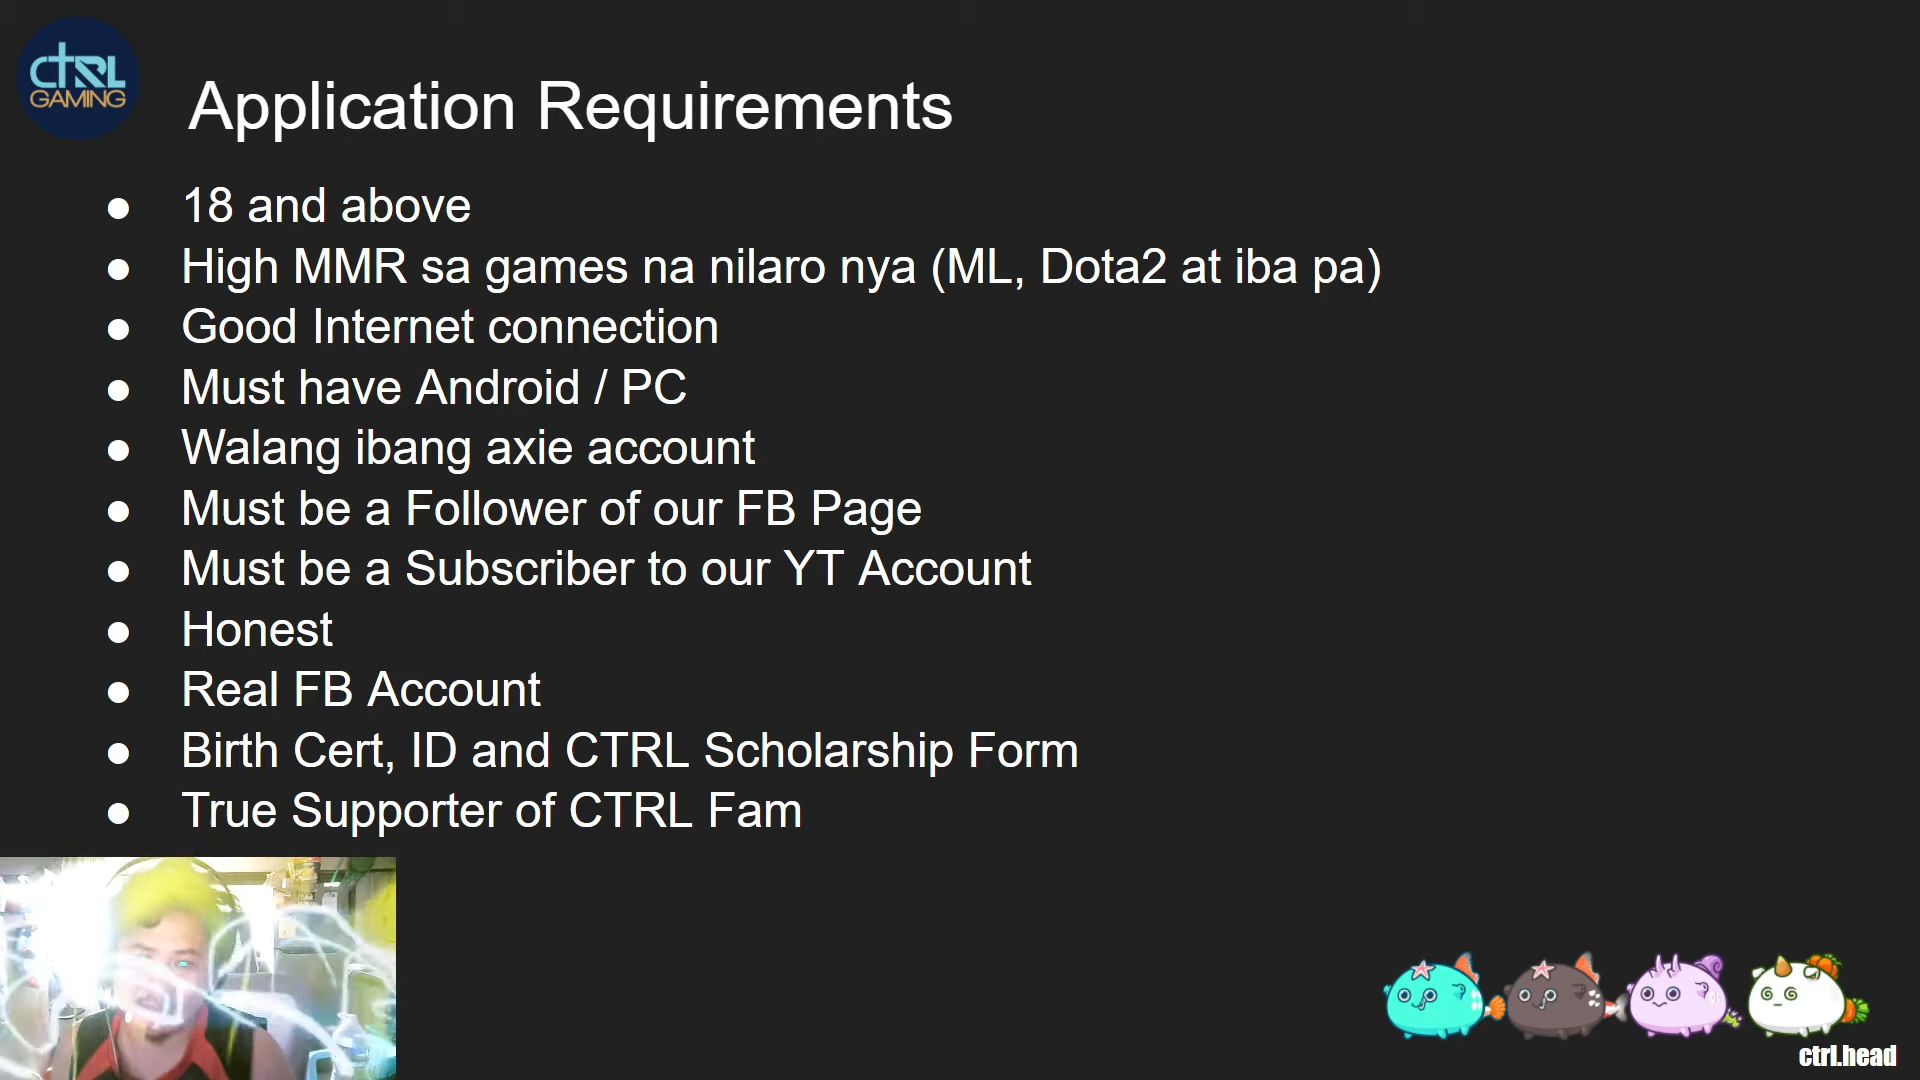 CTRL
GAMING
Application Requirements
● 18 and above
● High MMR sa games na nilaro nya (ML, Dota2 at iba pa)
● Good Internet connection
● Must have Android / PC
● Walang ibang axie account
● Must be a Follower of our FB Page
● Must be a Subscriber to our YT Account
● Honest
● Real FB Account
● Birth Cert, ID and CTRL Scholarship Form
● True Supporter of CTRL Fam
ctrl.head